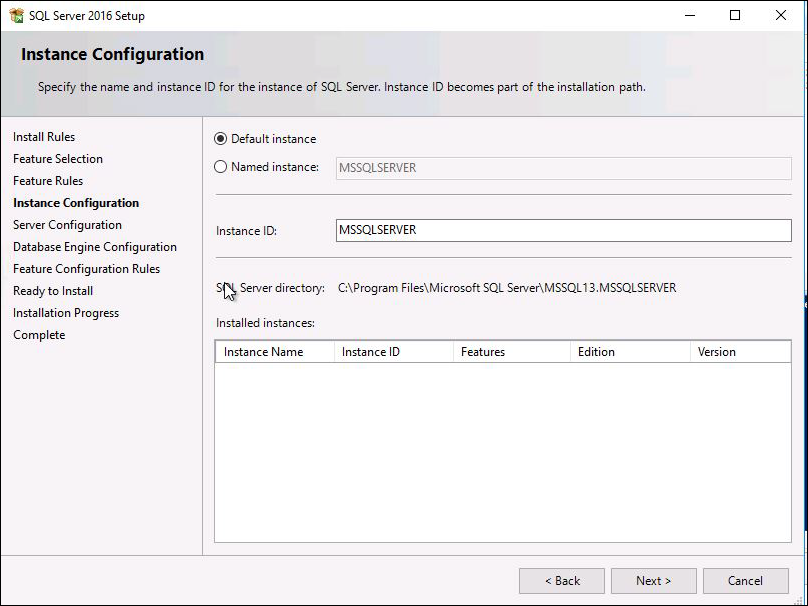 SQL Server 2016 Setup
Instance Configuration
Specify the name and instance ID for the instance of SQL Server. Instance ID becomes part of the installation path.
Install Rules
Feature Selection
Feature Rules
Instance Configuration
Server Configuration
Database Engine Configuration
Feature Configuration Rules
Ready to Install
Installation Progress
Complete
Default instance
Named instance: MSSQLSERVER
Instance ID: MSSQLSERVER
SQL Server directory: C:\Program Files\Microsoft SQL Server\MSSQL13.MSSQLSERVER
Installed instances:
Instance Name Instance ID Features Edition Version
< Back Next > Cancel